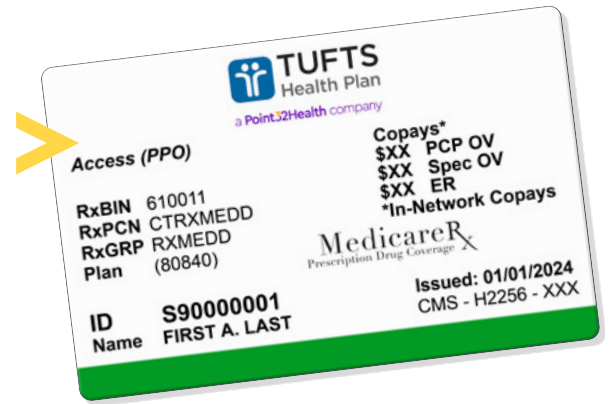 TUFTS
Health Plan
a Point32Health company
Access (PPO)
Copays*
$XX PCP OV
$XX Spec OV
$XX ER
*In-Network Copays
RxBIN 610011
RxPCN CTRXMEDD
RxGRP RXMEDD
Plan (80840)
MedicareRx
Prescription Drug Coverage
Issued: 01/01/2024
CMS - H2256 - XXX
ID S90000001
Name FIRST A. LAST